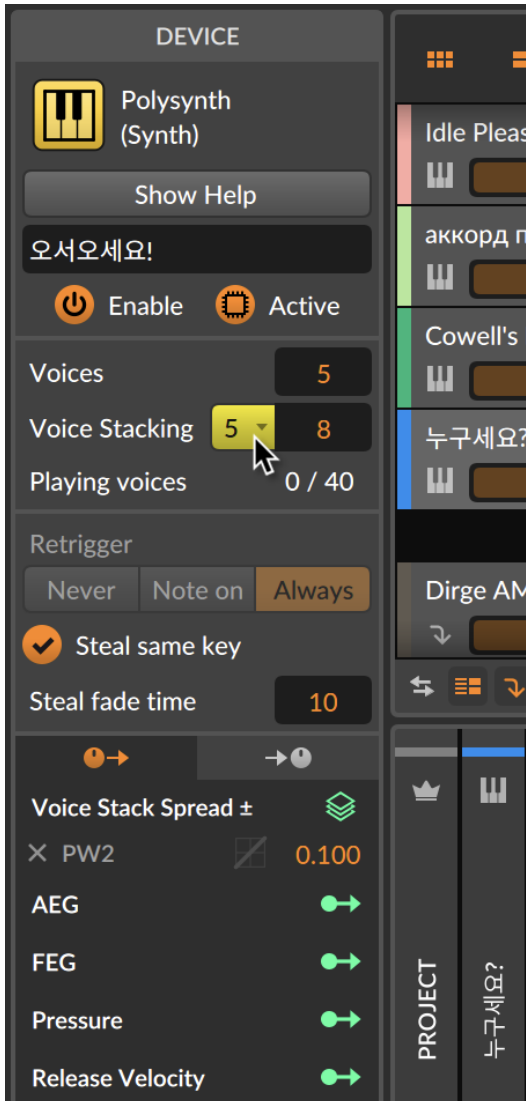 DEVICE
Polysynth
(Synth)
Show Help
오서오세요!
Enable
Active
Voices
5
Voice Stacking
5
8
Playing voices
0 / 40
Retrigger
Never
Note on
Always
Steal same key
Steal fade time
10
Voice Stack Spread ±
PW2
0.100
AEG
FEG
Pressure
Release Velocity
Idle Pleas
аккорд п
Cowell's
누구세요?
Dirge AM
PROJECT
누구세요?